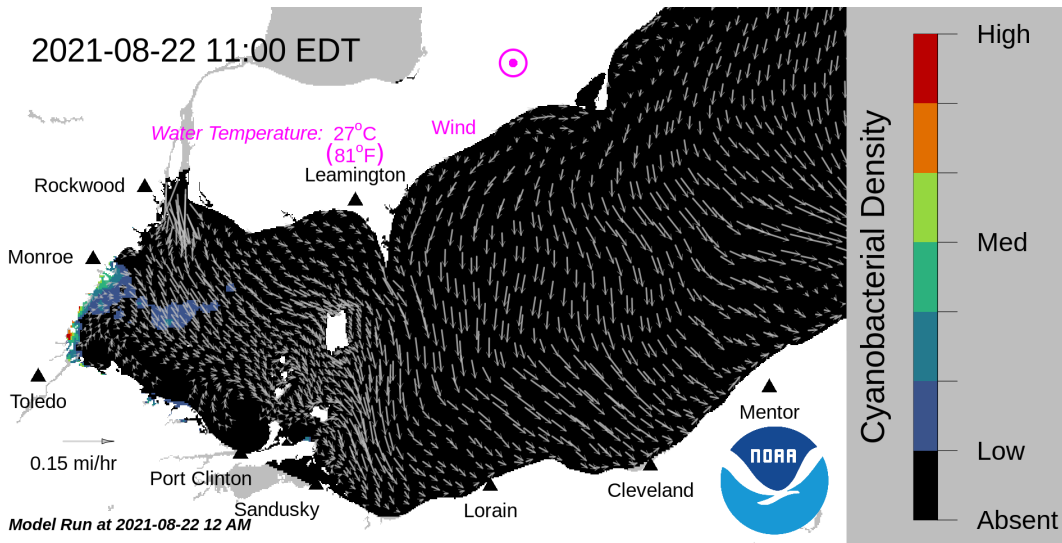 2021-08-22 11:00 EDT
Water Temperature: 27°C
(81°F)
Wind
Leamington
Rockwood
Monroe
Toledo
0.15 mi/hr
Port Clinton
Sandusky
Lorain
Cleveland
Mentor
NOAA
Model Run at 2021-08-22 12 AM
Cyanobacterial Density
High
Med
Low
Absent